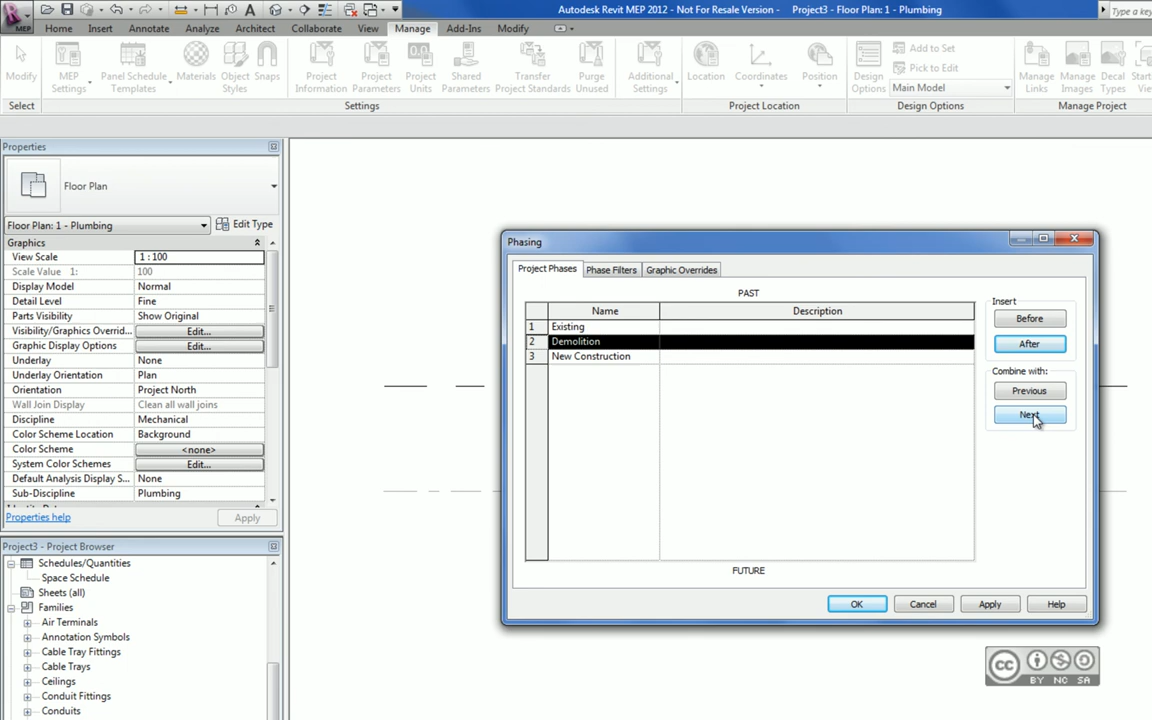 Autodesk Revit MEP 2012 - Not For Resale Version - Project3 - Floor Plan: 1 - Plumbing
Type a key
MEP
Home Insert Annotate Analyze Architect Collaborate View Manage Add-Ins Modify
Modify
MEP Settings
Panel Schedule Templates
Materials
Object Styles
Snaps
Project Information
Project Parameters
Project Units
Shared Parameters
Transfer Project Standards
Purge Unused
Additional Settings
Location
Coordinates
Position
Design Options
Add to Set
Pick to Edit
Main Model
Manage Links
Manage Images
Decal Types
Select
Settings
Project Location
Design Options
Manage Project
Properties
Floor Plan
Floor Plan: 1 - Plumbing Edit Type
Graphics
View Scale 1 : 100
Scale Value 1: 100
Display Model Normal
Detail Level Fine
Parts Visibility Show Original
Visibility/Graphics Overrid... Edit...
Graphic Display Options Edit...
Underlay None
Underlay Orientation Plan
Orientation Project North
Wall Join Display Clean all wall joins
Discipline Mechanical
Color Scheme Location Background
Color Scheme <none>
System Color Schemes Edit...
Default Analysis Display S... None
Sub-Discipline Plumbing
Properties help Apply
Project3 - Project Browser
Schedules/Quantities
Space Schedule
Sheets (all)
Families
Air Terminals
Annotation Symbols
Cable Tray Fittings
Cable Trays
Ceilings
Conduit Fittings
Conduits
Phasing
Project Phases Phase Filters Graphic Overrides
PAST
Name Description
1 Existing
2 Demolition
3 New Construction
FUTURE
Insert
Before
After
Combine with:
Previous
Next
OK Cancel Apply Help
CC BY NC SA